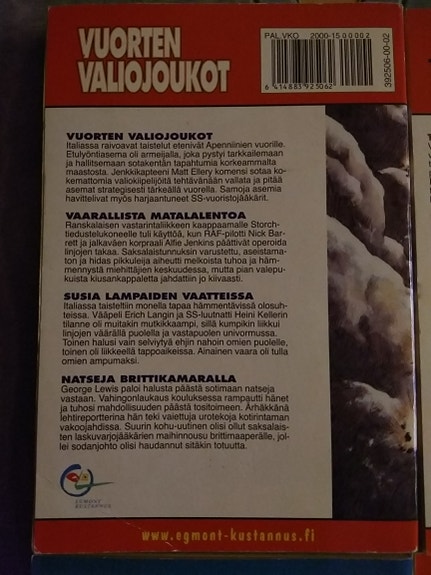 VUORTEN
VALIOJOUKOT
PAL.VKO 2000-15 00002
6 414883 925062
392506-00-02
VUORTEN VALIOJOUKOT
Italiassa raivoavat taistelut etenivät Apenniinien vuorille.
Etulyöntiasema oli armeijalla, joka pystyi tarkkailemaan
ja hallitsemaan sotakentän tapahtumia korkeammalta
maastosta. Jenkkikapteeni Matt Ellery komensi sotaa ko-
kemattomia valiokiipeilijöitä tehtävänään vallata ja pitää
asemat strategisesti tärkeällä vuorella. Samoja asemia
havittelivat myös harjaantuneet SS-vuoristojääkärit.
VAARALLISTA MATALALENTOA
Ranskalaisen vastarintaliikkeen kaappaamalle Storch-
tiedustelukoneelle tuli käyttöä, kun RAF-pilotti Nick Bar-
rett ja jalkaväen korpraali Alfie Jenkins päättivät operoida
linjojen takaa. Saksalaistunnuksin varustettu, aseistama-
ton ja hidas pikkuleija aiheutti melkoista tuhoa ja häm-
mennystä miehittäjien keskuudessa, mutta pian valepu-
kuista kiusankappaletta jahdattiin jo kiivaasti.
SUSIA LAMPAIDEN VAATTEISSA
Italiassa taisteltiin monella tapaa hämmentävissä olosuh-
teissa. Vääpeli Erich Langin ja SS-luutnatti Heini Kellerin
tilanne oli muitakin mutkikkaampi, sillä kumpikin liikkui
linjojen väärällä puolella ja vastapuolen univormussa.
Toinen halusi vain selviytyä ehjin nahoin omien puolelle,
toinen oli liikkeellä tappoaikeissa. Ainainen vaara oli tulla
omien ampumaksi.
NATSEJA BRITTIKAMARALLA
George Lewis paloi halusta päästä sotimaan natseja
vastaan. Vahingonlaukaus kouluksessa rampautti hänet
ja tuhosi mahdollisuuden päästä tositoimeen. Ärhäkkänä
lehtireportterina hän teki vaiettuja urotekoja kotirintaman
vakoojahdissa. Suurin kohu-uutinen olisi ollut saksalais-
ten laskuvarjojääkärien maihinnousu brittimaaperälle, jol-
lei sodanjohto olisi haudannut sitäkin totuutta.
EGMONT
KUSTANNUS
www.egmont-kustannus.fi